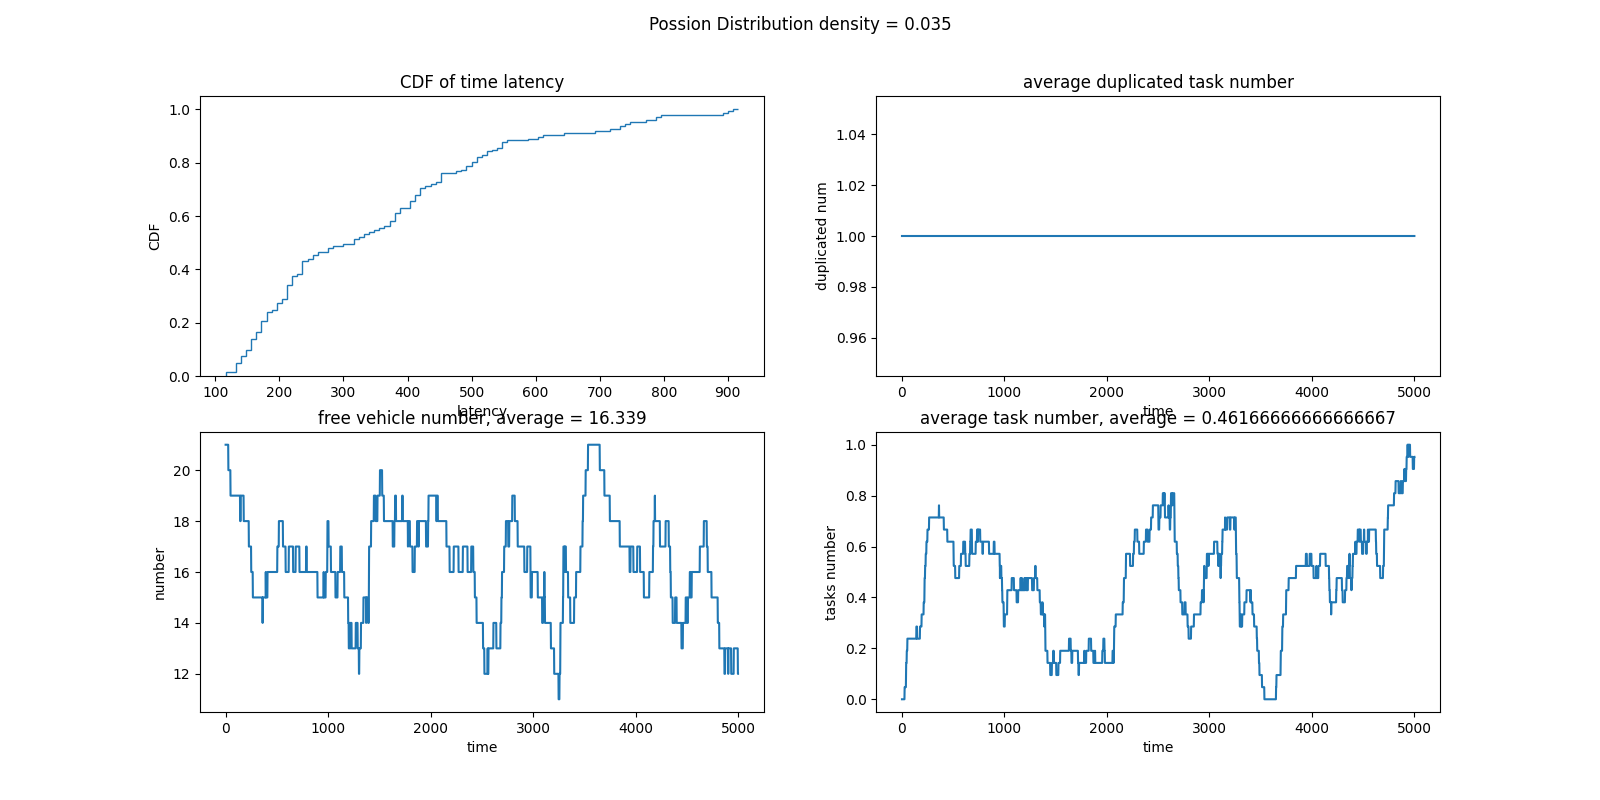 Possion Distribution density = 0.035
CDF of time latency
1.0
0.8
0.6
0.4
0.2
0.0
CDF
100 200 300 400 500 600 700 800 900
latency
average duplicated task number
1.04
1.02
1.00
0.98
0.96
duplicated num
0 1000 2000 3000 4000 5000
time
free vehicle number, average = 16.339
20
18
16
14
12
number
0 1000 2000 3000 4000 5000
time
average task number, average = 0.46166666666666667
1.0
0.8
0.6
0.4
0.2
0.0
tasks number
0 1000 2000 3000 4000 5000
time